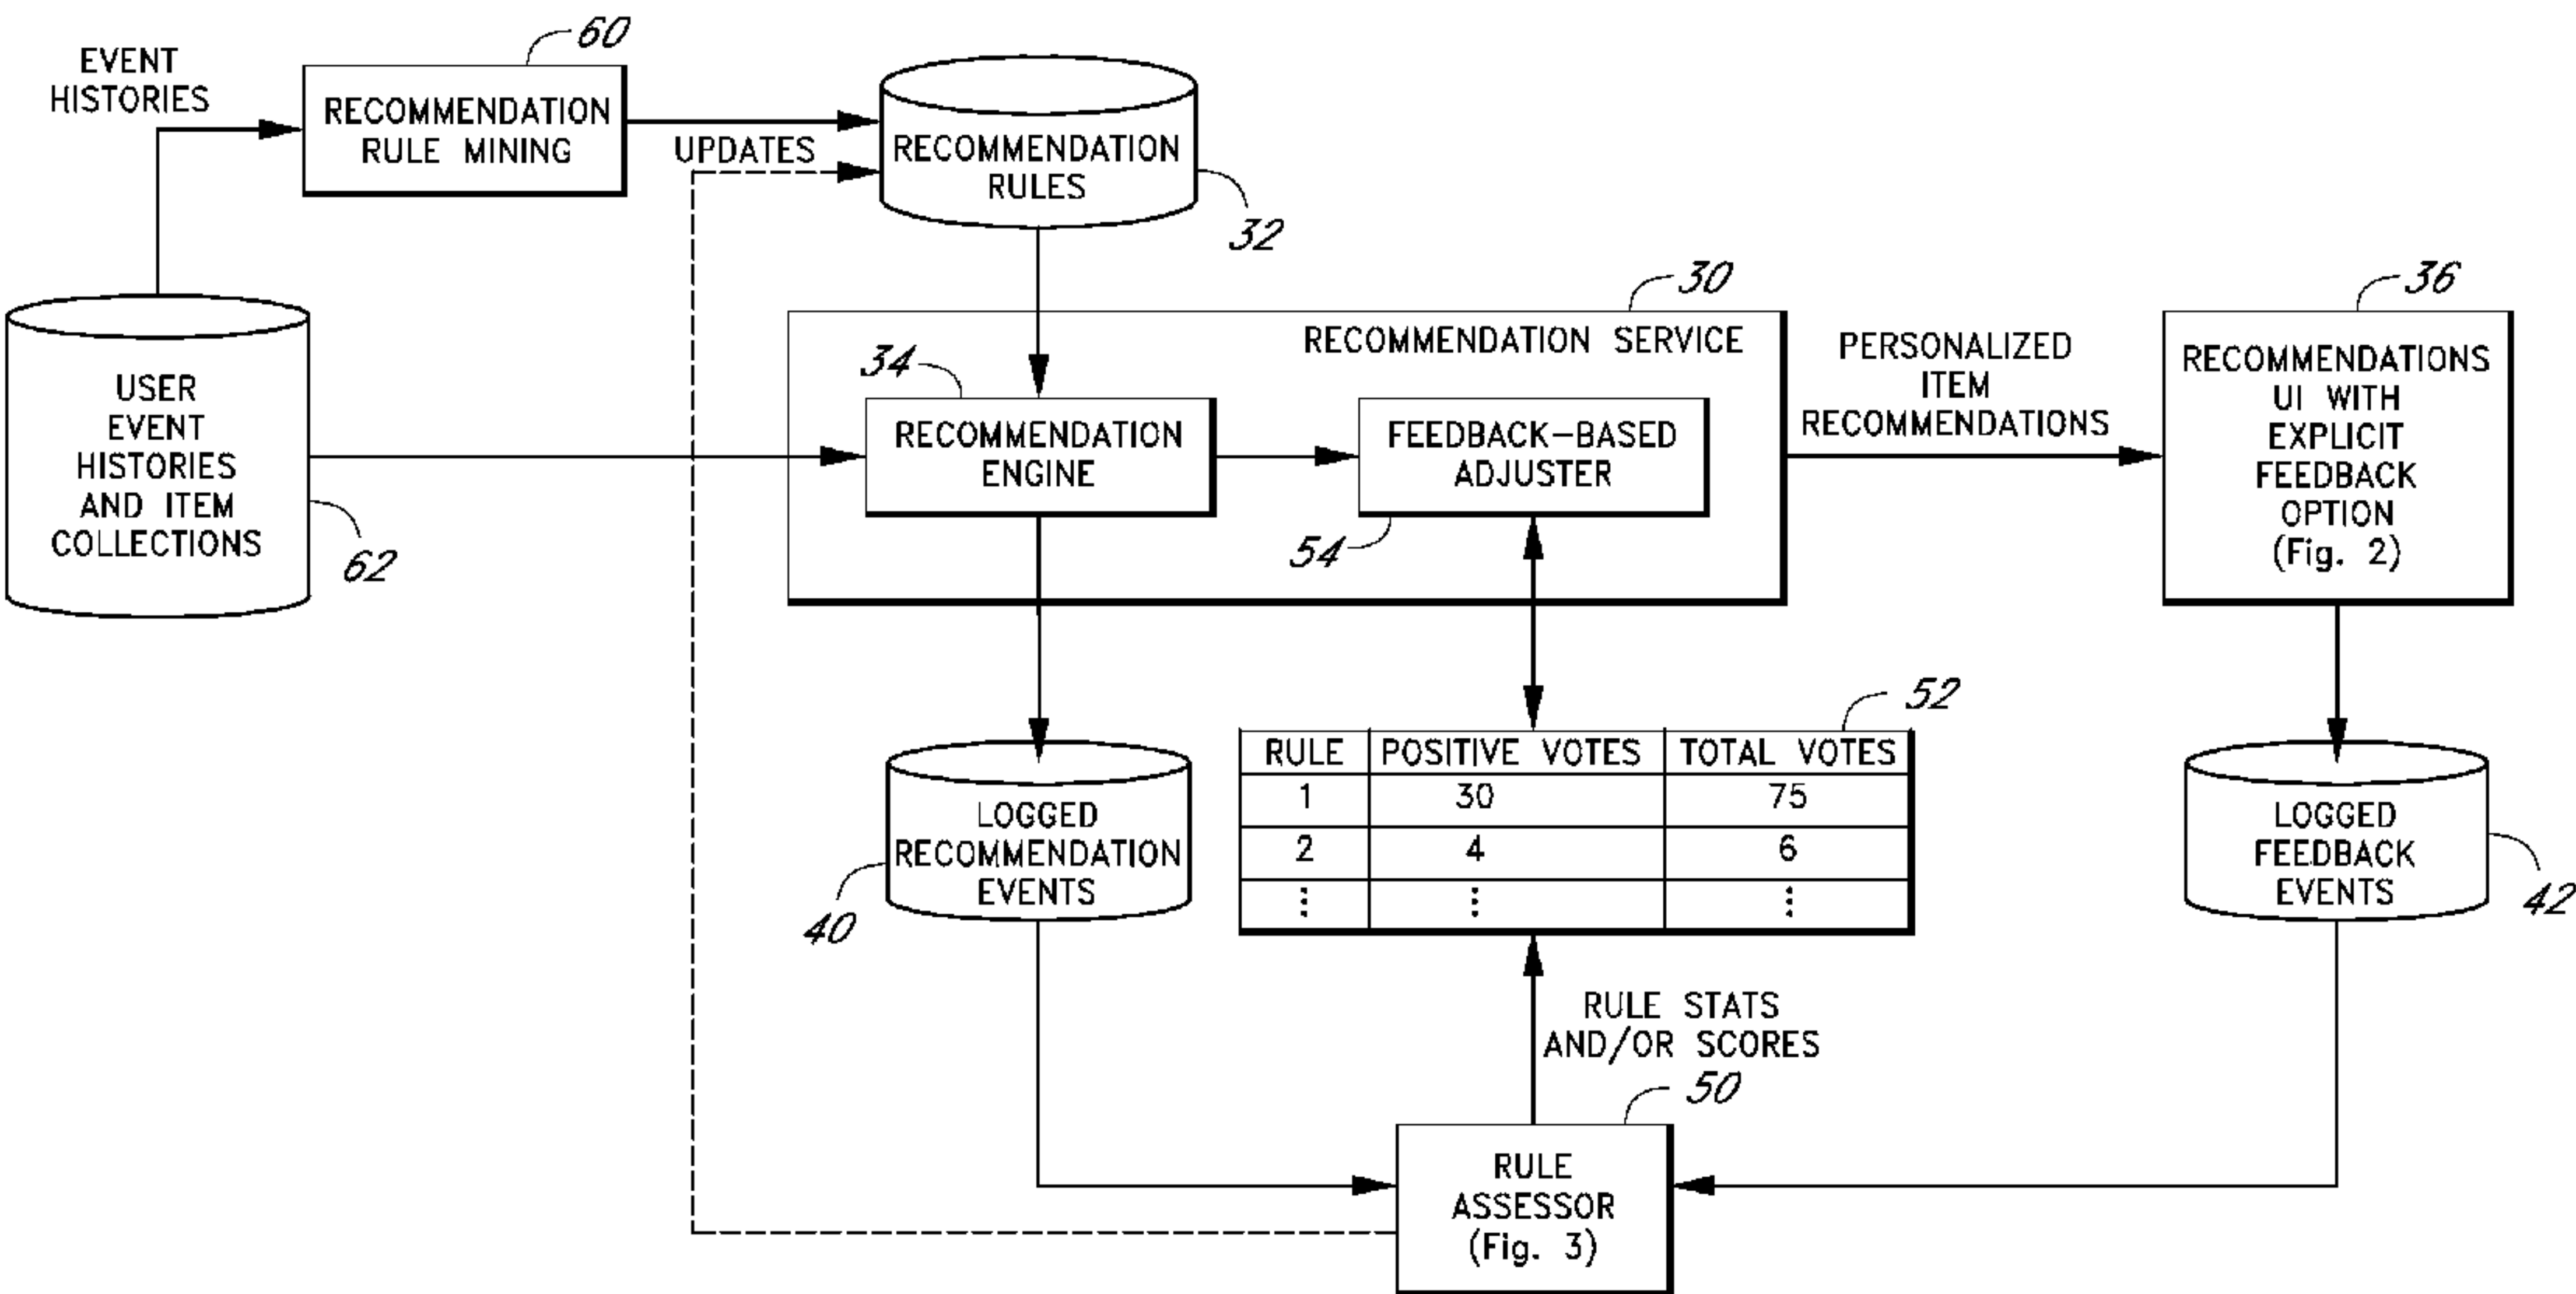 60
EVENT
HISTORIES
RECOMMENDATION
RULE MINING
UPDATES
RECOMMENDATION
RULES
32
30
RECOMMENDATION SERVICE
34
RECOMMENDATION
ENGINE
FEEDBACK-BASED
ADJUSTER
54
PERSONALIZED
ITEM
RECOMMENDATIONS
36
RECOMMENDATIONS
UI WITH
EXPLICIT
FEEDBACK
OPTION
(Fig. 2)
USER
EVENT
HISTORIES
AND ITEM
COLLECTIONS
62
52
RULE POSITIVE VOTES TOTAL VOTES
1 30 75
2 4 6
⋮ ⋮ ⋮
LOGGED
RECOMMENDATION
EVENTS
40
LOGGED
FEEDBACK
EVENTS
42
RULE STATS
AND/OR SCORES
50
RULE
ASSESSOR
(Fig. 3)